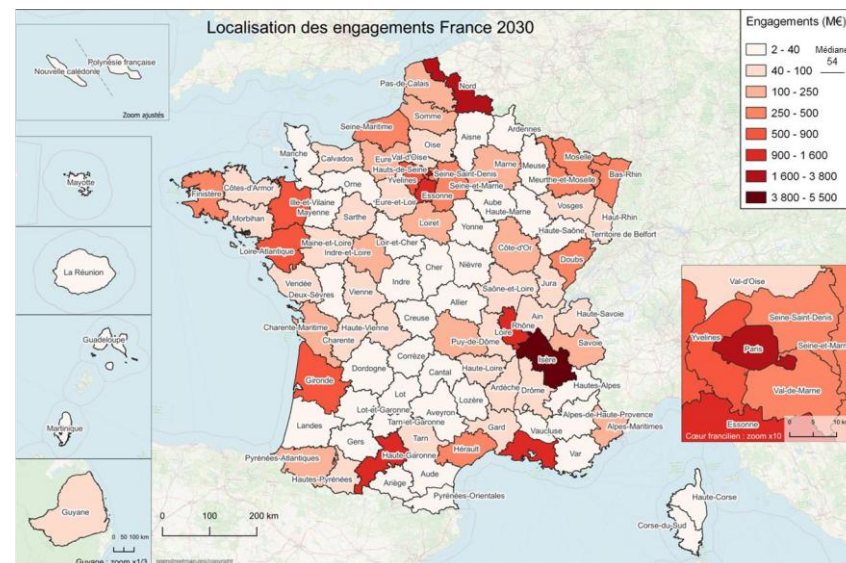 Localisation des engagements France 2030
Engagements (M€)
2 - 40
Médiane
54
40 - 100
100 - 250
250 - 500
500 - 900
900 - 1 600
1 600 - 3 800
3 800 - 5 500
Nouvelle calédonie
Polynésie française
Zoom ajustés
Mayotte
La Réunion
Guadeloupe
Martinique
Guyane
0 50 100 km
Guyane : zoom x1/3
Nord
Pas-de-Calais
Somme
Seine-Maritime
Aisne
Ardennes
Oise
Manche
Calvados
Eure
Val-d'Oise
Hauts-de-Seine
Seine-Saint-Denis
Marne
Meuse
Moselle
Bas-Rhin
Yvelines
Seine-et-Marne
Meurthe-et-Moselle
Orne
Essonne
Finistère
Côtes-d'Armor
Ille-et-Vilaine
Mayenne
Eure-et-Loir
Aube
Haute-Marne
Vosges
Haut-Rhin
Morbihan
Sarthe
Loiret
Yonne
Haute-Saône
Territoire de Belfort
Loire-Atlantique
Maine-et-Loire
Indre-et-Loire
Loir-et-Cher
Côte-d'Or
Doubs
Cher
Nièvre
Vendée
Deux-Sèvres
Vienne
Indre
Saône-et-Loire
Jura
Allier
Charente-Maritime
Charente
Haute-Vienne
Creuse
Puy-de-Dôme
Loire
Rhône
Ain
Haute-Savoie
Savoie
Isère
Gironde
Dordogne
Corrèze
Cantal
Haute-Loire
Ardèche
Drôme
Hautes-Alpes
Lot
Lot-et-Garonne
Aveyron
Lozère
Landes
Tarn-et-Garonne
Gard
Vaucluse
Alpes-de-Haute-Provence
Alpes-Maritimes
Gers
Tarn
Haute-Garonne
Hérault
Var
Pyrénées-Atlantiques
Hautes-Pyrénées
Ariège
Aude
Pyrénées-Orientales
Haute-Corse
Corse-du-Sud
0 100 200 km
openstreetmap.org/copyright
Val-d'Oise
Seine-Saint-Denis
Yvelines
Paris
Seine-et-Marn
Val-de-Marne
Essonne
Cœur francilien : zoom x10